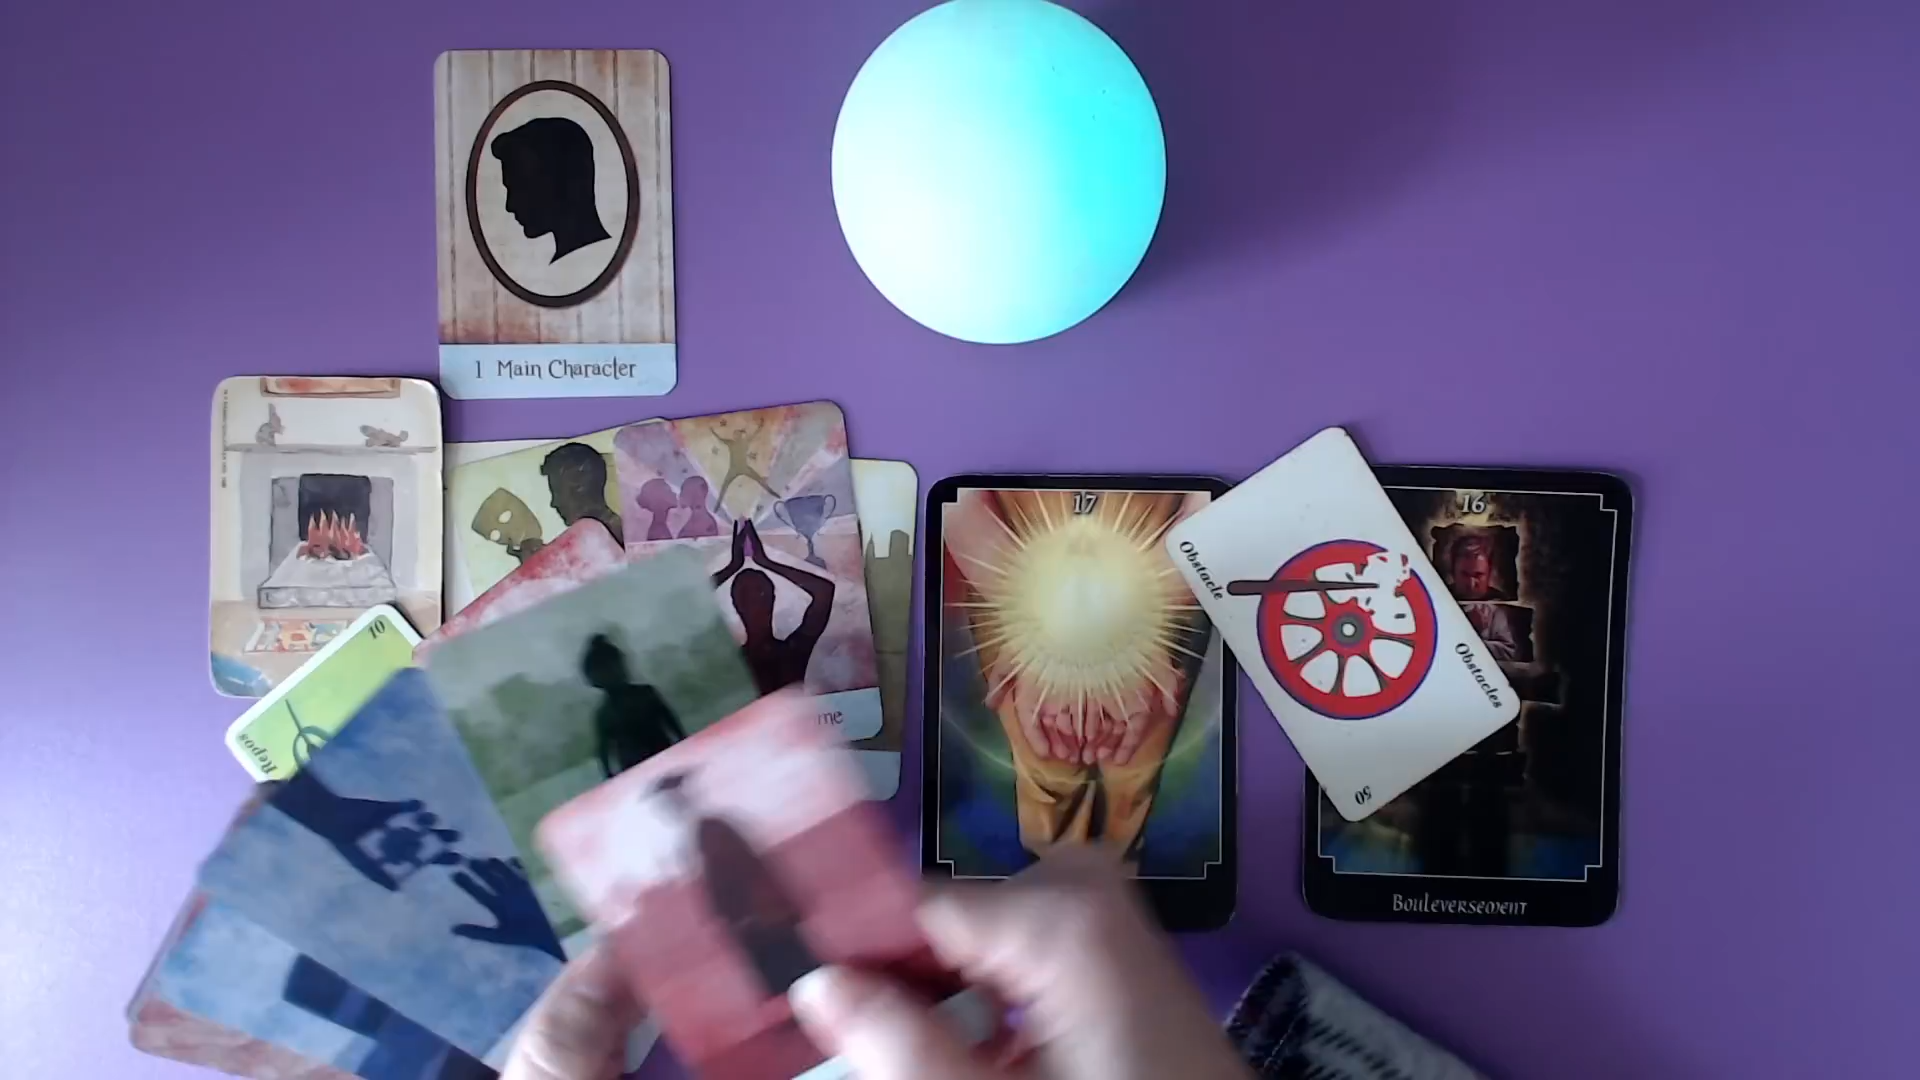 1 Main Character
17
16
Obstacle
Obstacles
50
10
Repos
me
Bouleversement